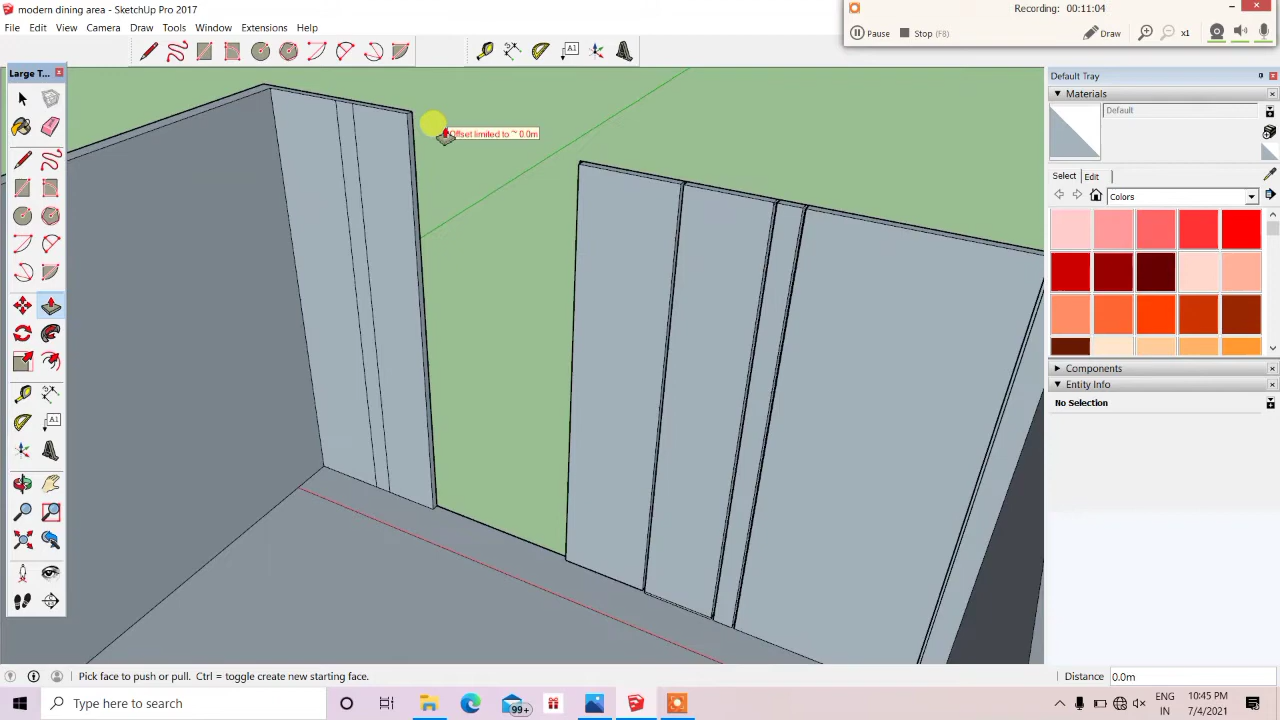 modern dining area - SketchUp Pro 2017
Recording: 00:11:04
File Edit View Camera Draw Tools Window Extensions Help
Pause Stop (F8) Draw x1
Large T...
Default Tray
Materials
Default
Offset limited to ~ 0.0m
Select Edit
Colors
Components
Entity Info
No Selection
A1
A1
Pick face to push or pull. Ctrl = toggle create new starting face.
Distance 0.0m
Type here to search
99+
ENG
IN
10:45 PM
7/4/2021